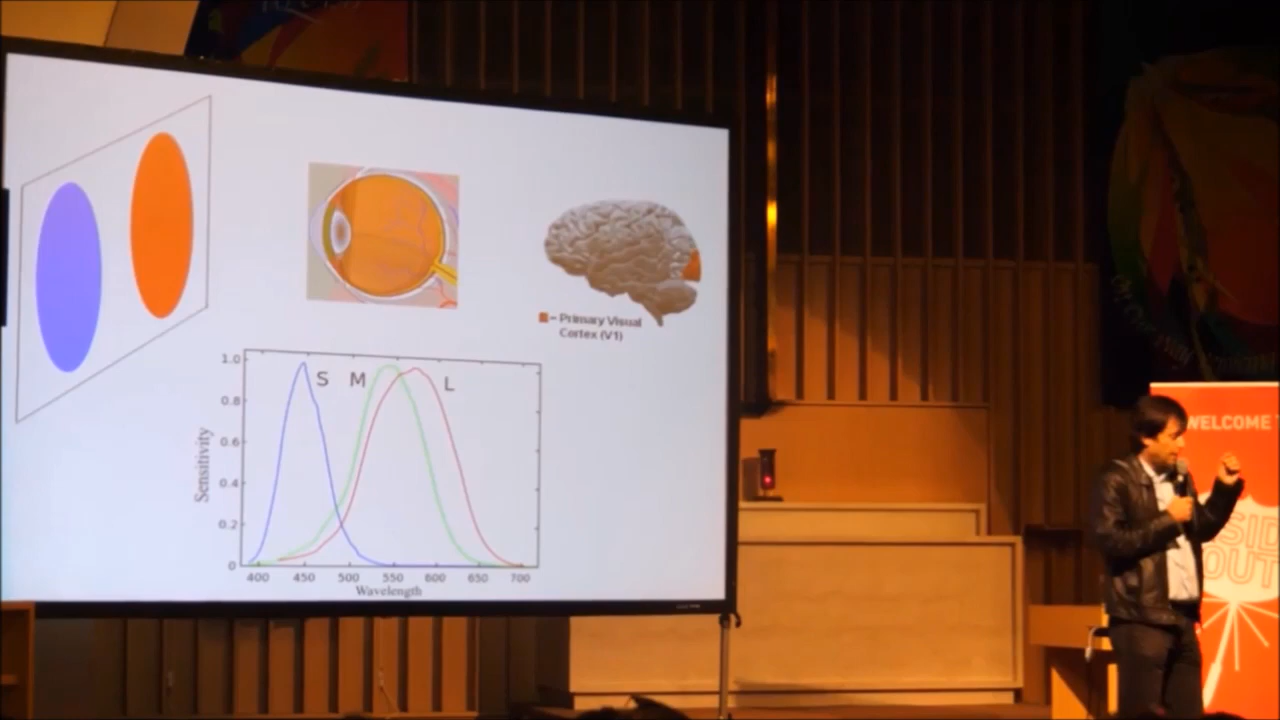 = Primary Visual
Cortex (V1)
1.0
S M L
0.8
0.6
0.4
0.2
0
Sensitivity
400 450 500 550 600 650 700
Wavelength
WELCOME
SID
OUT